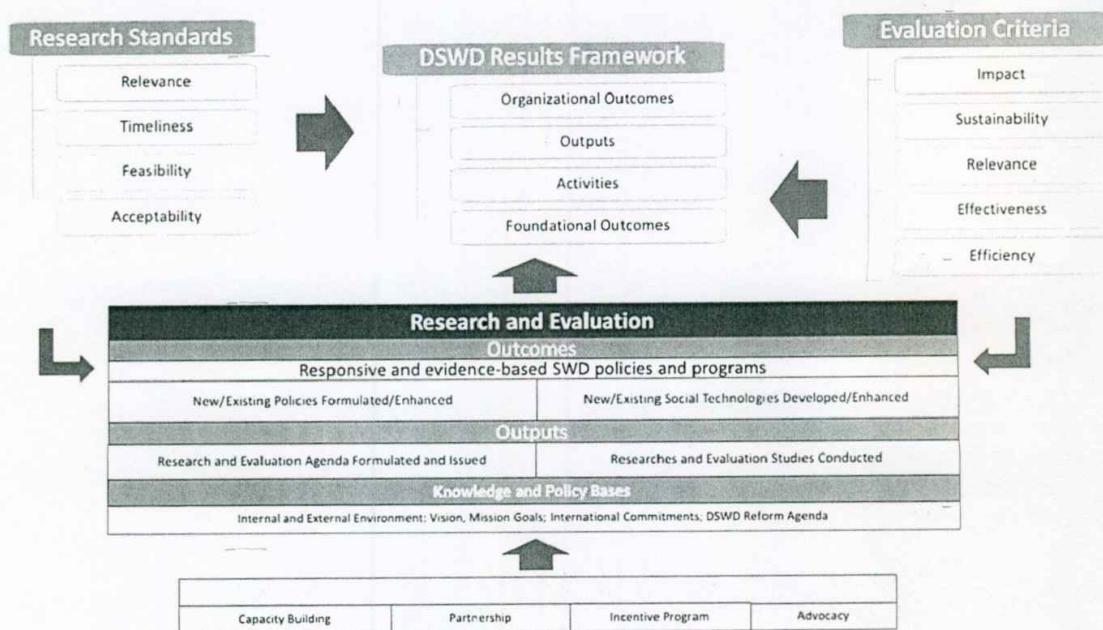 Research Standards
Relevance
Timeliness
Feasibility
Acceptability
DSWD Results Framework
Organizational Outcomes
Outputs
Activities
Foundational Outcomes
Evaluation Criteria
Impact
Sustainability
Relevance
Effectiveness
Efficiency
Research and Evaluation
Outcomes
Responsive and evidence-based SWD policies and programs
New/Existing Policies Formulated/Enhanced
New/Existing Social Technologies Developed/Enhanced
Outputs
Research and Evaluation Agenda Formulated and Issued
Researches and Evaluation Studies Conducted
Knowledge and Policy Bases
Internal and External Environment: Vision, Mission Goals; International Commitments; DSWD Reform Agenda
Capacity Building
Partnership
Incentive Program
Advocacy